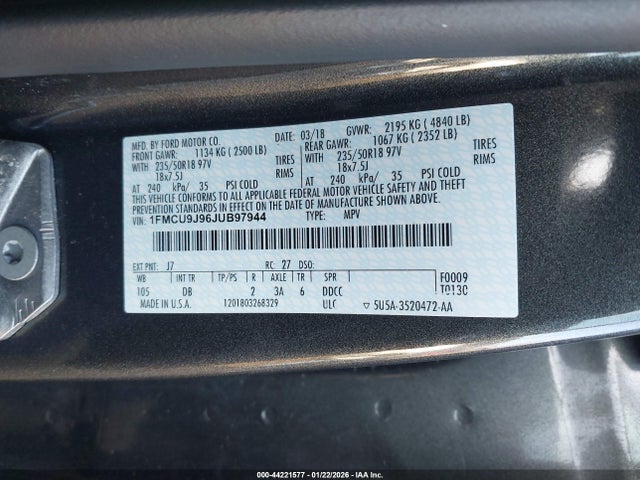 MFD. BY FORD MOTOR CO.
DATE: 03/18 GVWR: 2195 KG ( 4840 LB)
FRONT GAWR: 1134 KG ( 2500 LB) REAR GAWR: 1067 KG ( 2352 LB)
WITH 235/50R18 97V TIRES WITH 235/50R18 97V TIRES
18x7.5J RIMS 18x7.5J RIMS
AT 240 kPa/ 35 PSI COLD AT 240 kPa/ 35 PSI COLD
THIS VEHICLE CONFORMS TO ALL APPLICABLE FEDERAL MOTOR VEHICLE SAFETY AND THEFT
PREVENTION STANDARDS IN EFFECT ON THE DATE OF MANUFACTURE SHOWN ABOVE.
VIN: 1FMCU9J96JUB97944 TYPE: MPV
EXT PNT: J7 RC: 27 DSO: F0009
WB INT TR TP/PS R AXLE TR SPR T0130
105 DB 2 3A 6 DDCC
MADE IN U.S.A. 1201803268329 ULC 5U5A-3520472-AA
000-44221577 - 01/22/2026 - IAA Inc.